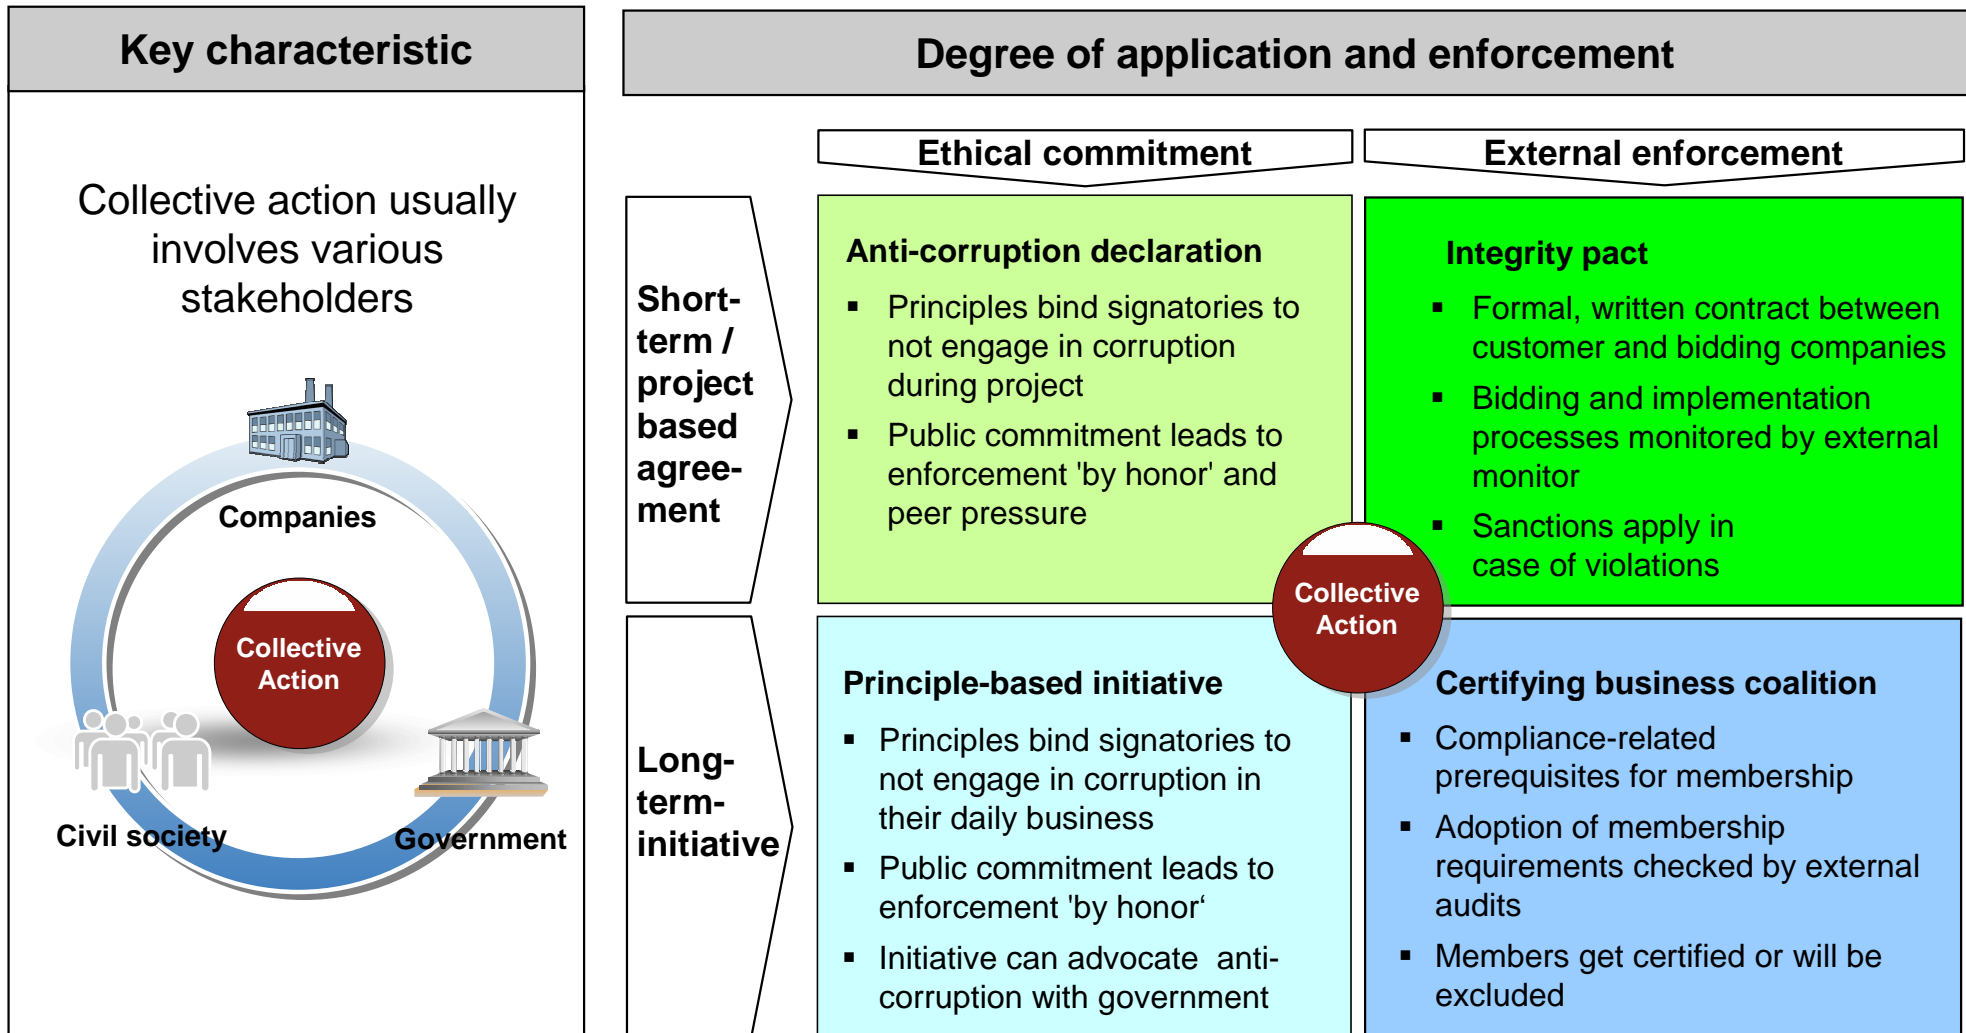 Key characteristic
Collective action usually
involves various
stakeholders
Companies
Collective
Action
Civil society
Government
Degree of application and enforcement
Ethical commitment
External enforcement
Short-
term /
project
based
agree-
ment
Anti-corruption declaration
▪ Principles bind signatories to
not engage in corruption
during project
▪ Public commitment leads to
enforcement 'by honor' and
peer pressure
Integrity pact
▪ Formal, written contract between
customer and bidding companies
▪ Bidding and implementation
processes monitored by external
monitor
▪ Sanctions apply in
case of violations
Collective
Action
Long-
term-
initiative
Principle-based initiative
▪ Principles bind signatories to
not engage in corruption in
their daily business
▪ Public commitment leads to
enforcement 'by honor‘
▪ Initiative can advocate  anti-
corruption with government
Certifying business coalition
▪ Compliance-related
prerequisites for membership
▪ Adoption of membership
requirements checked by external
audits
▪ Members get certified or will be
excluded